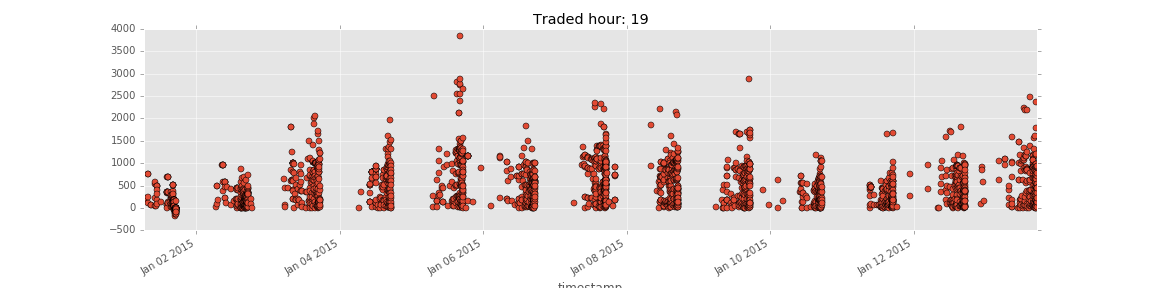 Traded hour: 19
4000
3500
3000
2500
2000
1500
1000
500
0
−500
Jan 02 2015
Jan 04 2015
Jan 06 2015
Jan 08 2015
Jan 10 2015
Jan 12 2015
timestamp